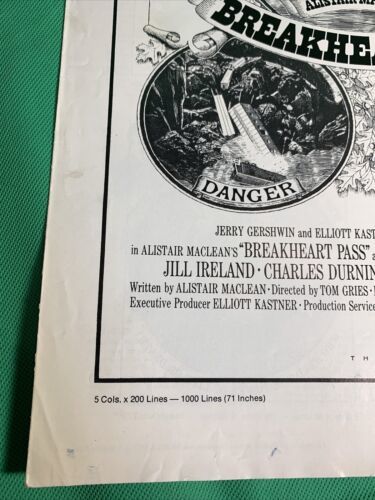 ALISTAIR MA
BREAKHEA
DANGER
JERRY GERSHWIN and ELLIOTT KAST
in ALISTAIR MACLEAN'S "BREAKHEART PASS" a
JILL IRELAND · CHARLES DURNIN
Written by ALISTAIR MACLEAN · Directed by TOM GRIES ·
Executive Producer ELLIOTT KASTNER · Production Service
T H
5 Cols. x 200 Lines — 1000 Lines (71 Inches)